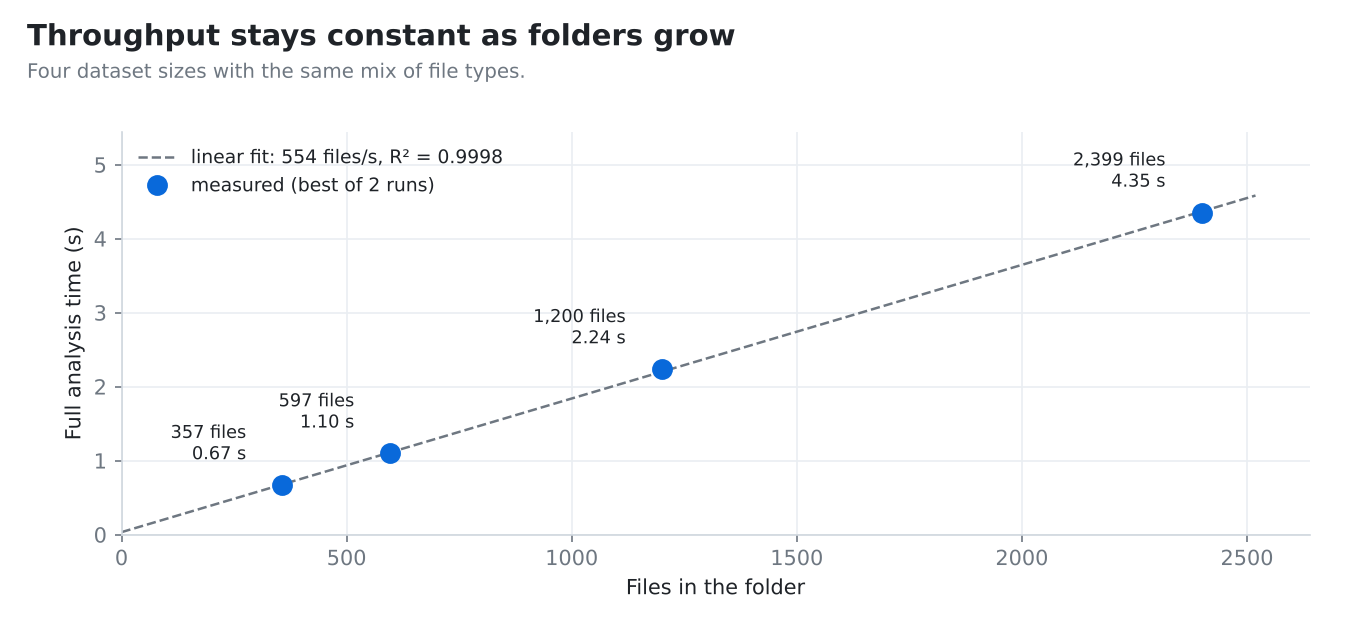 Throughput stays constant as folders grow
Four dataset sizes with the same mix of file types.
linear fit: 554 files/s, R² = 0.9998
measured (best of 2 runs)
2,399 files
4.35 s
1,200 files
2.24 s
597 files
1.10 s
357 files
0.67 s
Full analysis time (s)
5
4
3
2
1
0
0 500 1000 1500 2000 2500
Files in the folder